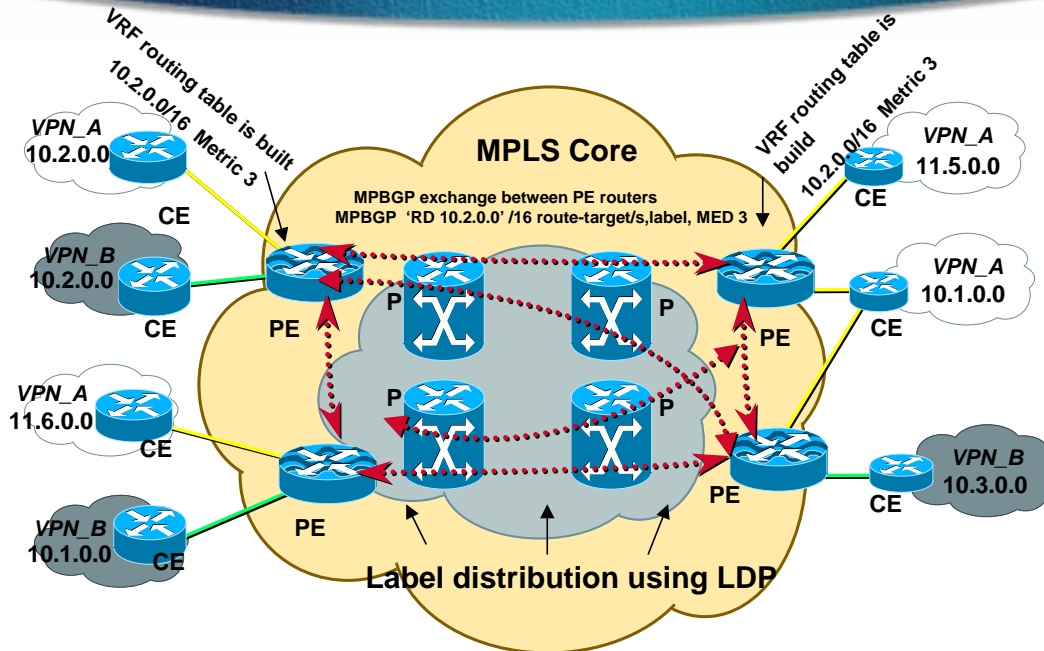 VRF routing table is built
10.2.0.0/16 Metric 3
VRF routing table is
build
10.2.0.0/16 Metric 3
VPN_A
10.2.0.0
CE
VPN_B
10.2.0.0
CE
VPN_A
11.6.0.0
CE
VPN_B
10.1.0.0
CE
MPLS Core
MPBGP exchange between PE routers
MPBGP ‘RD 10.2.0.0’ /16 route-target/s,label, MED 3
PE
P
P
PE
P
P
PE
PE
Label distribution using LDP
VPN_A
11.5.0.0
CE
VPN_A
10.1.0.0
CE
VPN_B
10.3.0.0
CE